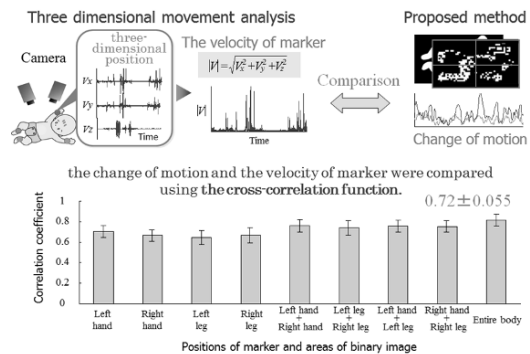 Three dimensional movement analysis
Proposed method
Camera
three-
dimensional
position
Vx
Vy
Vz
Time
The velocity of marker
|V|=√Vx²+Vy²+Vz²
|V|
Time
Comparison
Change of motion
the change of motion and the velocity of marker were compared
using the cross-correlation function.
0.72±0.055
Correlation coefficient
1
0.8
0.6
0.4
0.2
0
Left
hand
Right
hand
Left
leg
Right
leg
Left hand
+
Right hand
Left leg
+
Right leg
Left hand
+
Left leg
Right hand
+
Right leg
Entire body
Positions of marker and areas of binary image